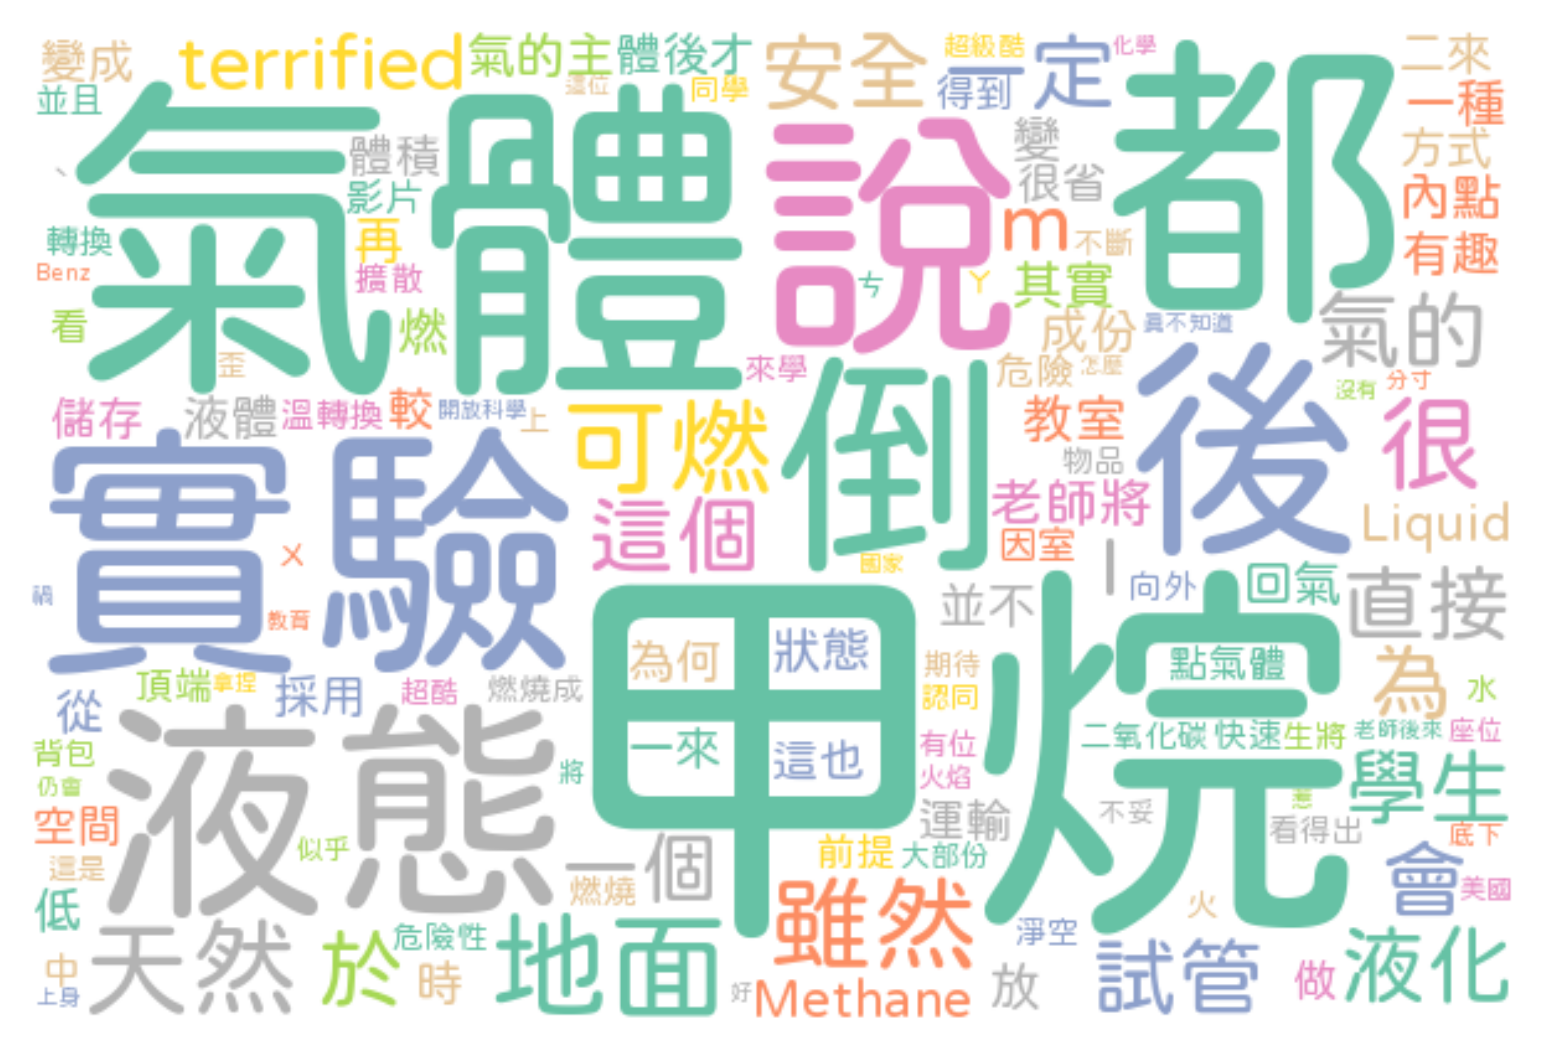 變成
terrified
氣的主
體後才
安全
超級酷
一定
化學
都
二來
並且
這位
同學
得到
一種
氣體
說
變
方式
體積
很省
內點
影片
m
不斷
有趣
轉換
再
Benz
擴散
ㄘ
ㄚ
其實
氣的
看
燃
成份
真不知道
歪
來學
危險
怎麼
倒
後
沒有
分寸
儲存
液體
溫轉換
較
開放科學
上
可燃
教室
很
物品
實驗
這個
老師將
Liquid
因室
ㄨ
國家
禍
向外
回氣
直接
教育
並不
甲烷
為何
狀態
期待
點氣體
為
頂端
拿捏
採用
超酷
燃燒成
認同
水
從
液態
一來
這也
有位
二氧化碳
快速
生將
老師後來
座位
背包
將
火焰
學生
仍會
空間
運輸
不妥
看得出
底下
似乎
一個
前提
大部份
這是
燃燒
會
美國
低
雖然
火
天然
於
危險性
地面
淨空
試管
液化
中
時
放
做
上身
好
Methane